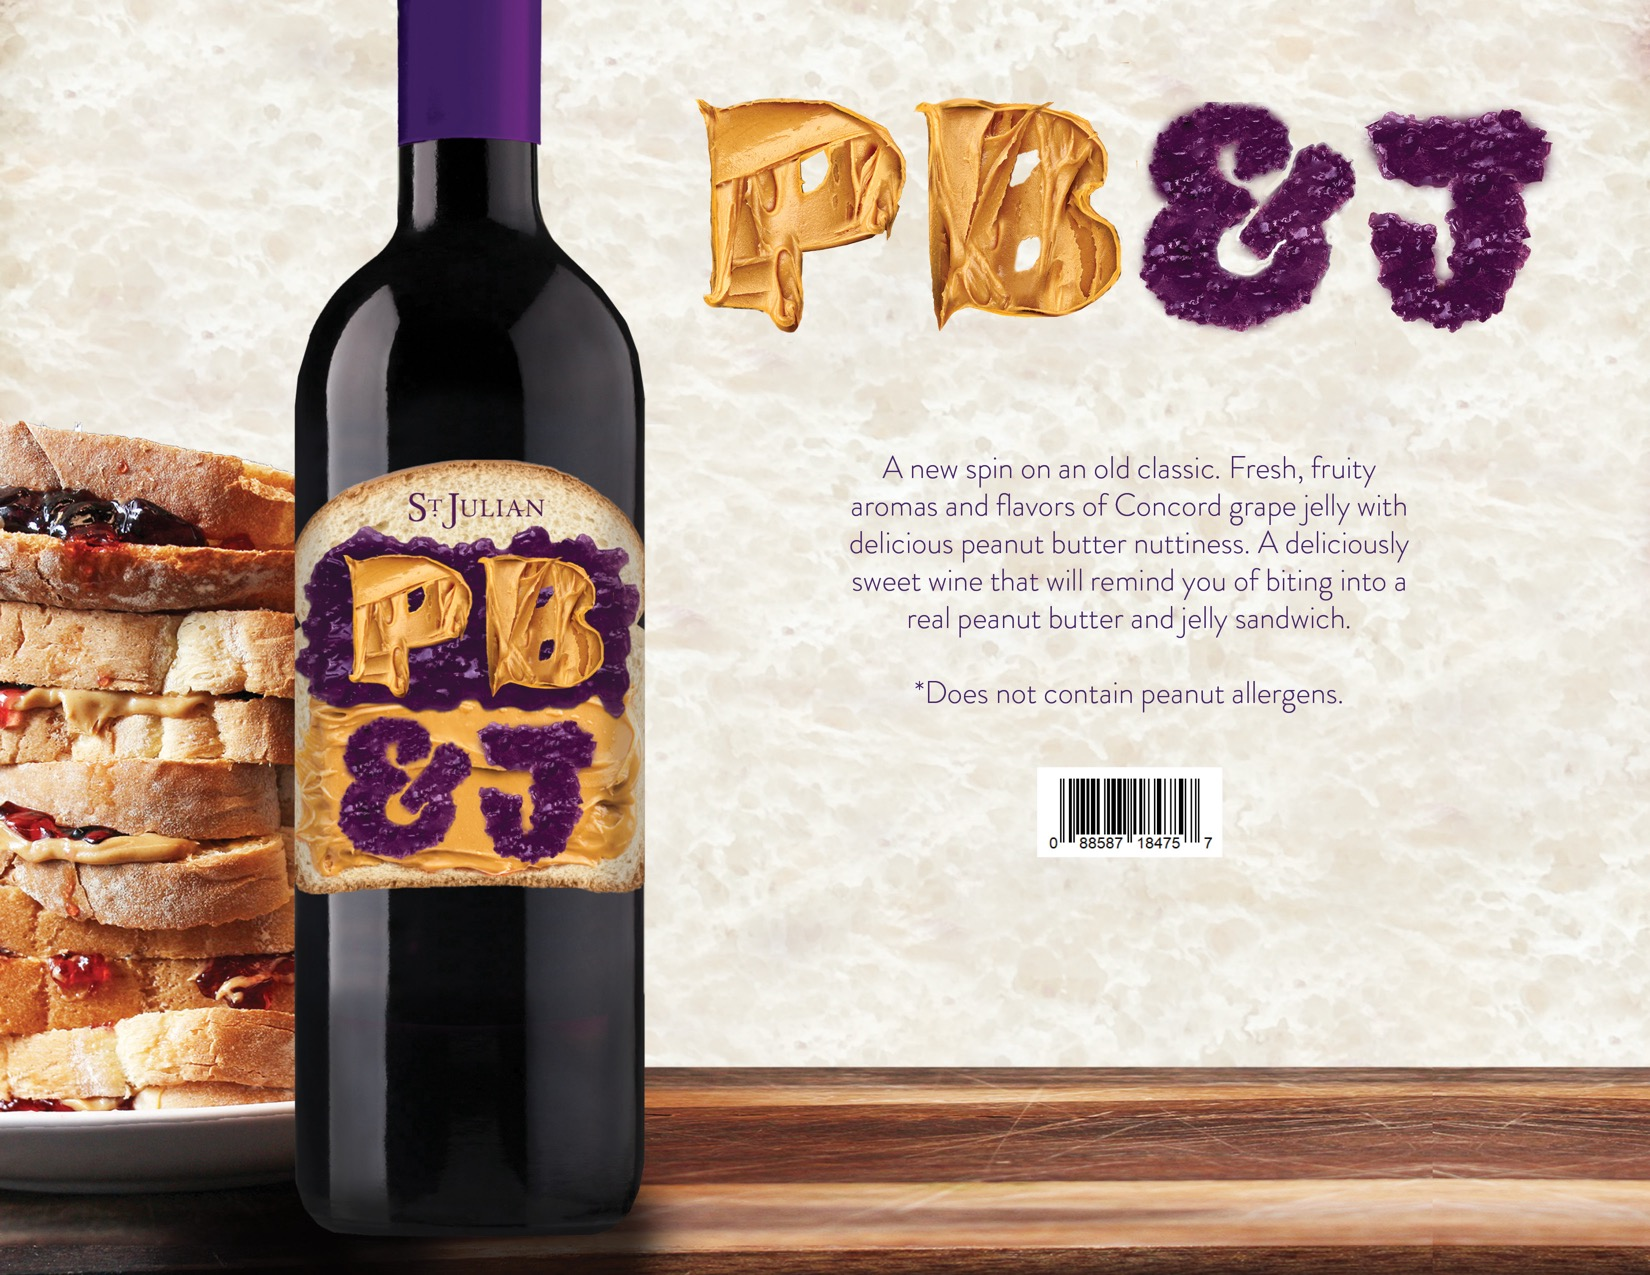 PB&J
ST. JULIAN
PB
&J
A new spin on an old classic. Fresh, fruity
aromas and flavors of Concord grape jelly with
delicious peanut butter nuttiness. A deliciously
sweet wine that will remind you of biting into a
real peanut butter and jelly sandwich.
*Does not contain peanut allergens.
0 88587 18475 7